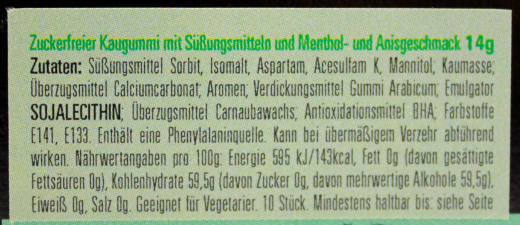 Zuckerfreier Kaugummi mit Süßungsmitteln und Menthol- und Anisgeschmack 14g
Zutaten: Süßungsmittel Sorbit, Isomalt, Aspartam, Acesulfam K, Mannitol, Kaumasse;
Überzugsmittel Calciumcarbonat; Aromen; Verdickungsmittel Gummi Arabicum; Emulgator
SOJALECITHIN; Überzugsmittel Carnaubawachs; Antioxidationsmittel BHA; Farbstoffe
E141, E133. Enthält eine Phenylalaninquelle. Kann bei übermäßigem Verzehr abführend
wirken. Nährwertangaben pro 100g: Energie 595 kJ/143kcal, Fett 0g (davon gesättigte
Fettsäuren 0g), Kohlenhydrate 59,5g (davon Zucker 0g, davon mehrwertige Alkohole 59,5g),
Eiweiß 0g, Salz 0g. Geeignet für Vegetarier. 10 Stück. Mindestens haltbar bis: siehe Seite